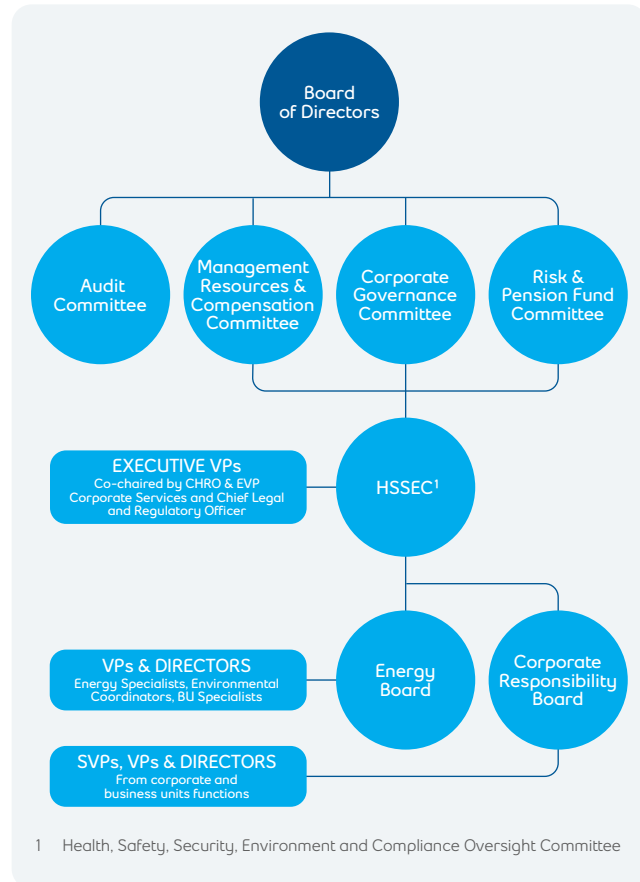 Board
of Directors
Audit
Committee
Management
Resources &
Compensation
Committee
Corporate
Governance
Committee
Risk &
Pension Fund
Committee
EXECUTIVE VPs
Co-chaired by CHRO & EVP
Corporate Services and Chief Legal
and Regulatory Officer
HSSEC¹
VPs & DIRECTORS
Energy Specialists, Environmental
Coordinators, BU Specialists
Energy
Board
Corporate
Responsibility
Board
SVPs, VPs & DIRECTORS
From corporate and
business units functions
1 Health, Safety, Security, Environment and Compliance Oversight Committee